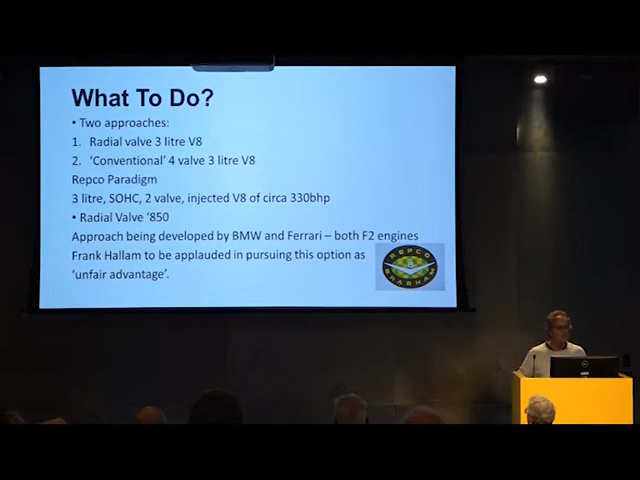 What To Do?
• Two approaches:
1. Radial valve 3 litre V8
2. ‘Conventional’ 4 valve 3 litre V8
Repco Paradigm
3 litre, SOHC, 2 valve, injected V8 of circa 330bhp
• Radial Valve ‘850
Approach being developed by BMW and Ferrari – both F2 engines
Frank Hallam to be applauded in pursuing this option as
‘unfair advantage’.
REPCO
BRABHAM